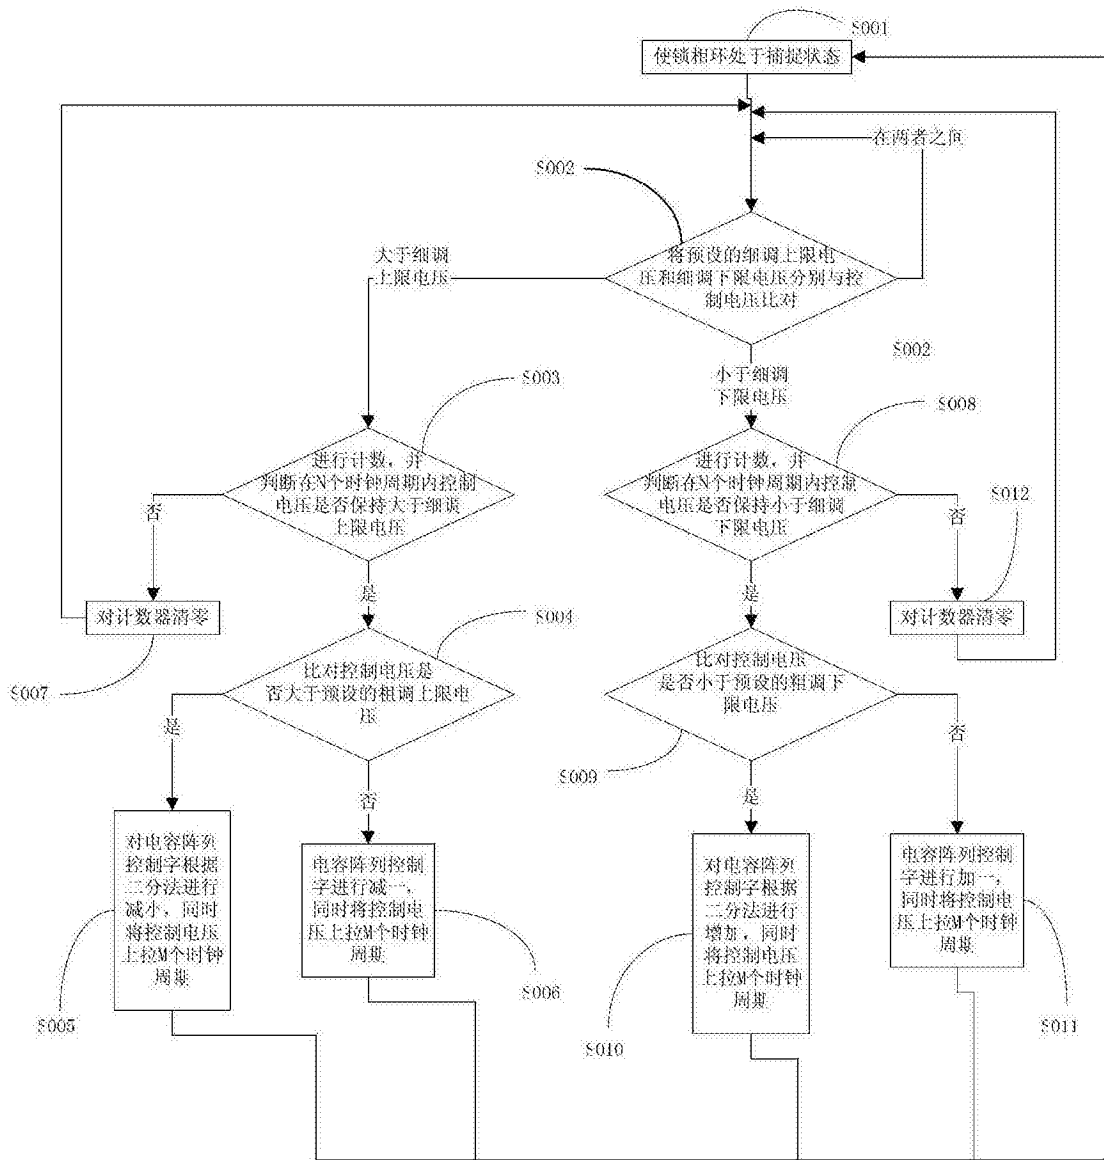 S001
使锁相环处于捕捉状态
在两者之间
S002
将预设的细调上限电
压和细调下限电压分别与控
制电压比对
大于细调
上限电压
S002
小于细调
下限电压
S003
进行计数，并
判断在N个时钟周期内控制
电压是否保持大于细调
上限电压
S008
进行计数，并
判断在N个时钟周期内控制
电压是否保持小于细调
下限电压
否
是
S007
对计数器清零
是
否
S012
对计数器清零
S004
比对控制电压是
否大于预设的粗调上限电
压
比对控制电压
是否小于预设的粗调下
限电压
S009
是
否
是
否
对电容阵列
控制字根据
二分法进行
减小，同时
将控制电压
上拉M个时钟
周期
S005
电容阵列控制
字进行减一，
同时将控制电
压上拉M个时钟
周期
S006
对电容阵列
控制字根据
二分法进行
增加，同时
将控制电压
上拉M个时钟
周期
S010
电容阵列控制
字进行加一，
同时将控制电
压上拉M个时钟
周期
S011